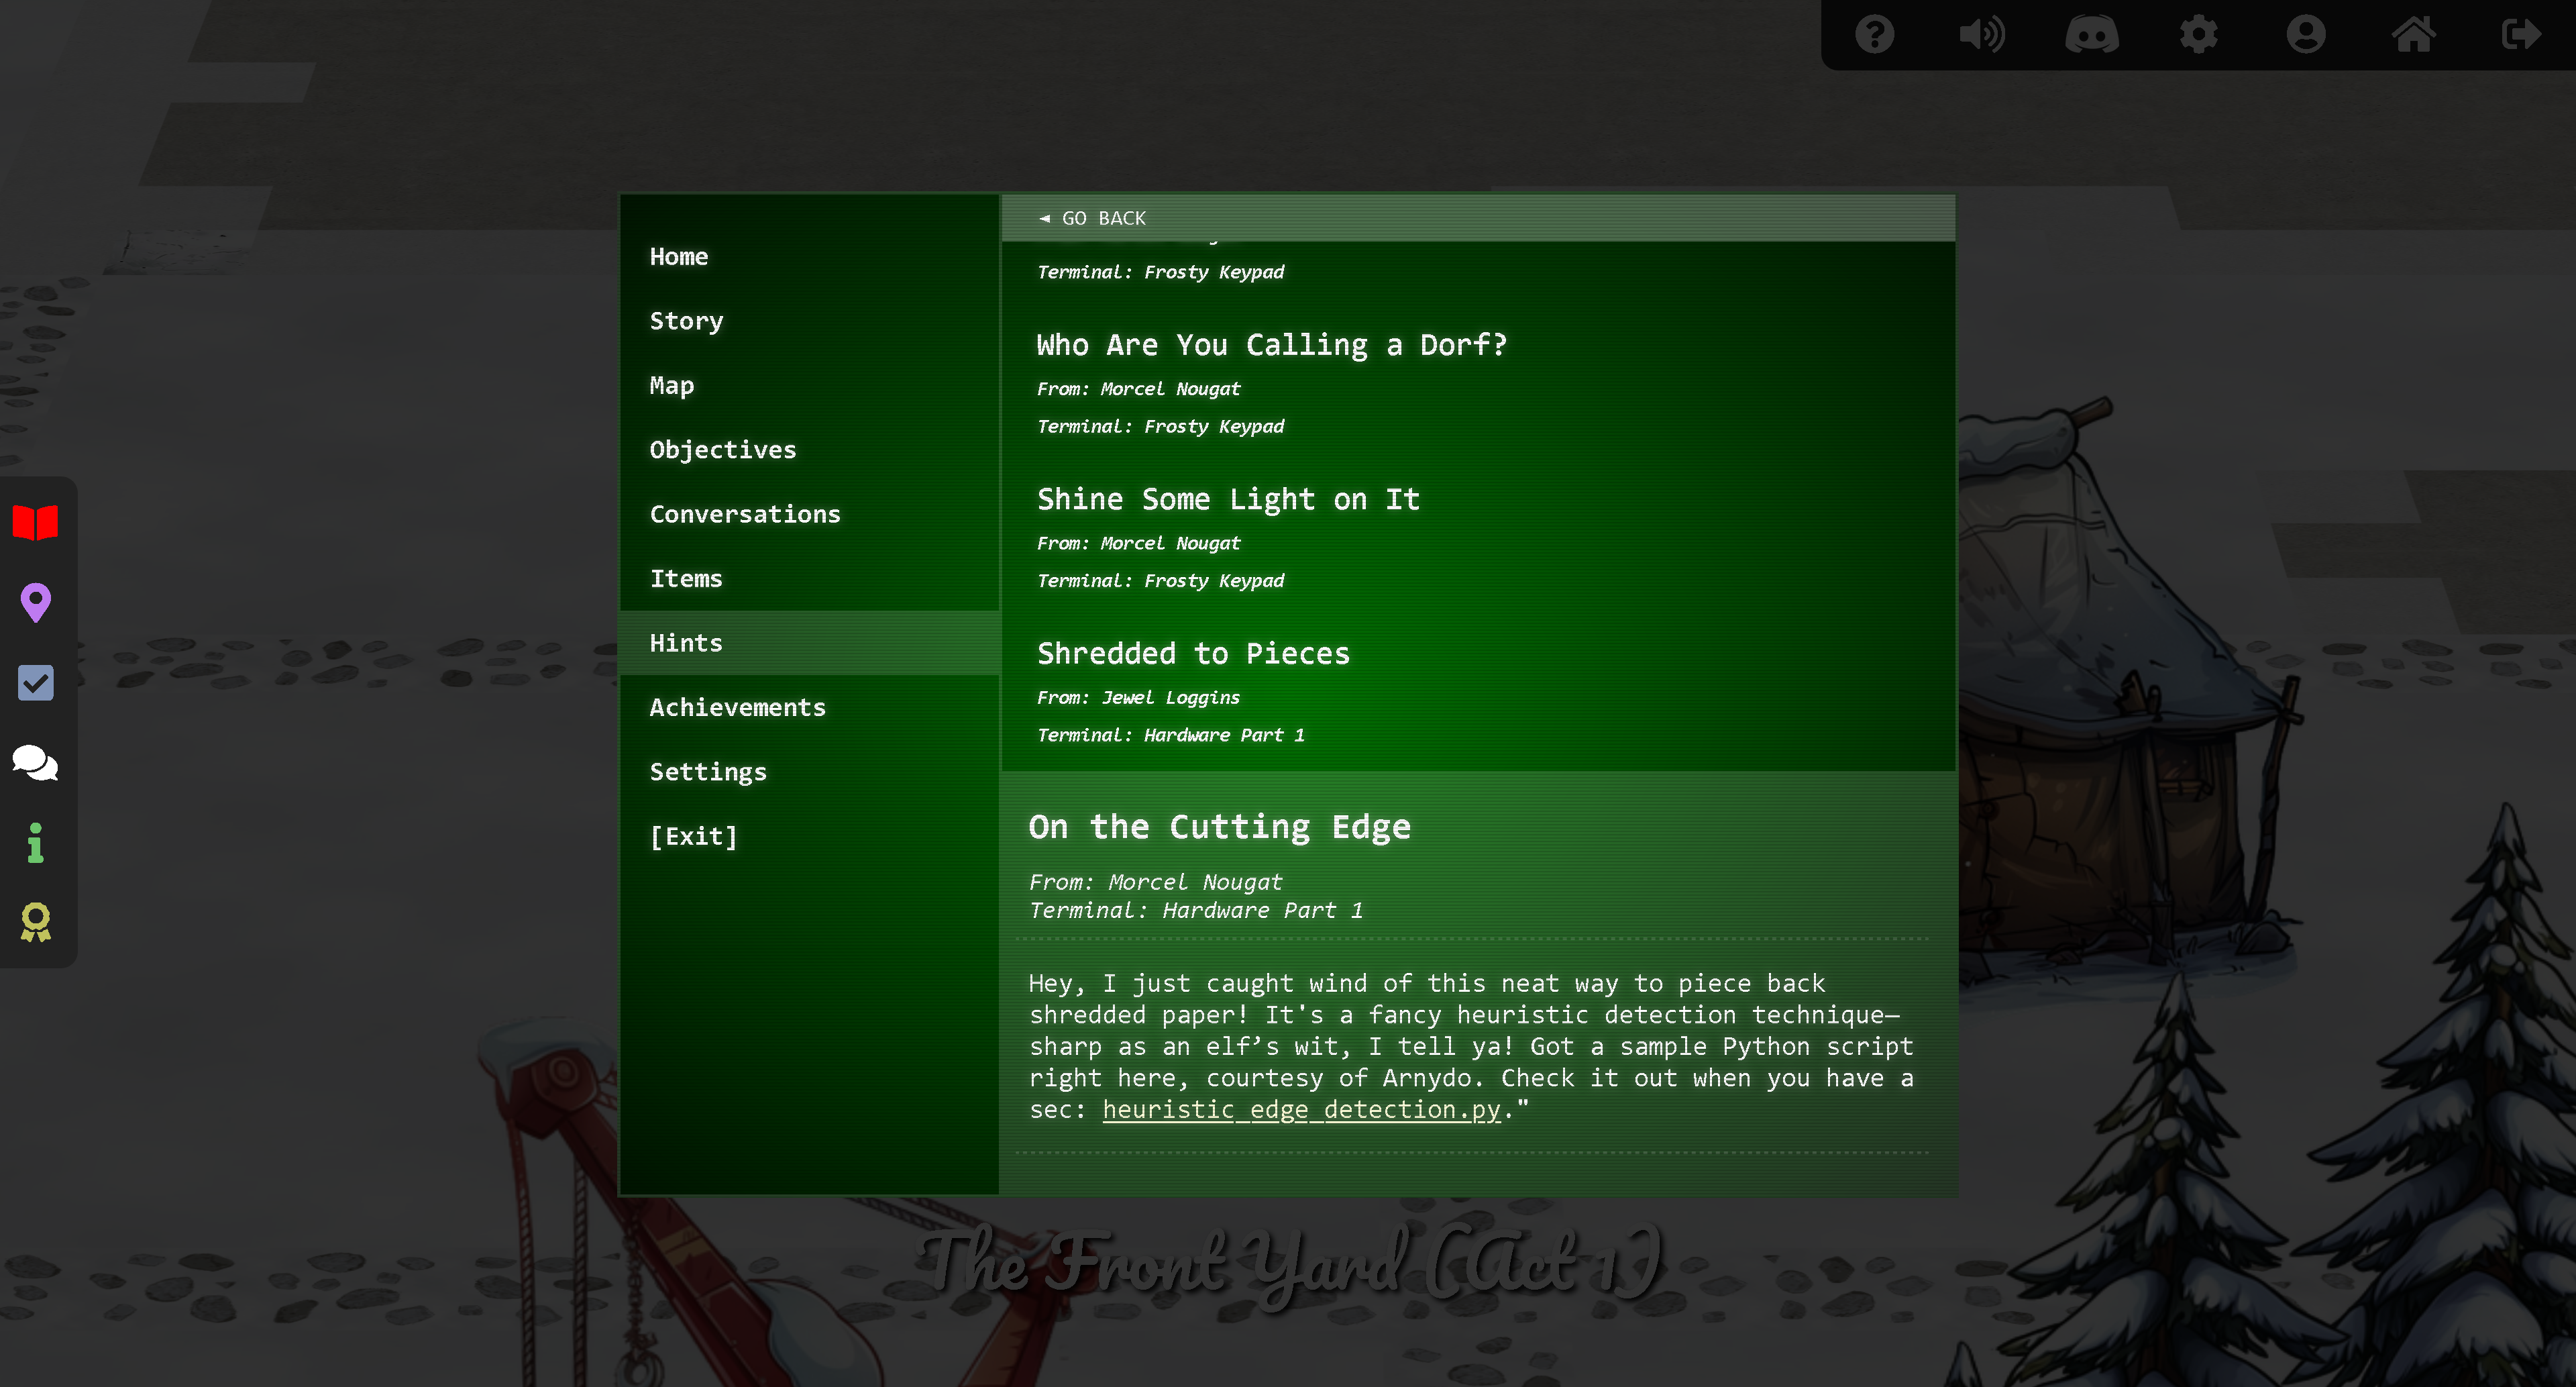 Home
Story
Map
Objectives
Conversations
Items
Hints
Achievements
Settings
[Exit]
◄ GO BACK
Terminal: Frosty Keypad
Who Are You Calling a Dorf?
From: Morcel Nougat
Terminal: Frosty Keypad
Shine Some Light on It
From: Morcel Nougat
Terminal: Frosty Keypad
Shredded to Pieces
From: Jewel Loggins
Terminal: Hardware Part 1
On the Cutting Edge
From: Morcel Nougat
Terminal: Hardware Part 1
Hey, I just caught wind of this neat way to piece back
shredded paper! It's a fancy heuristic detection technique—
sharp as an elf’s wit, I tell ya! Got a sample Python script
right here, courtesy of Arnydo. Check it out when you have a
sec: heuristic_edge_detection.py."
The Front Yard (Act 1)